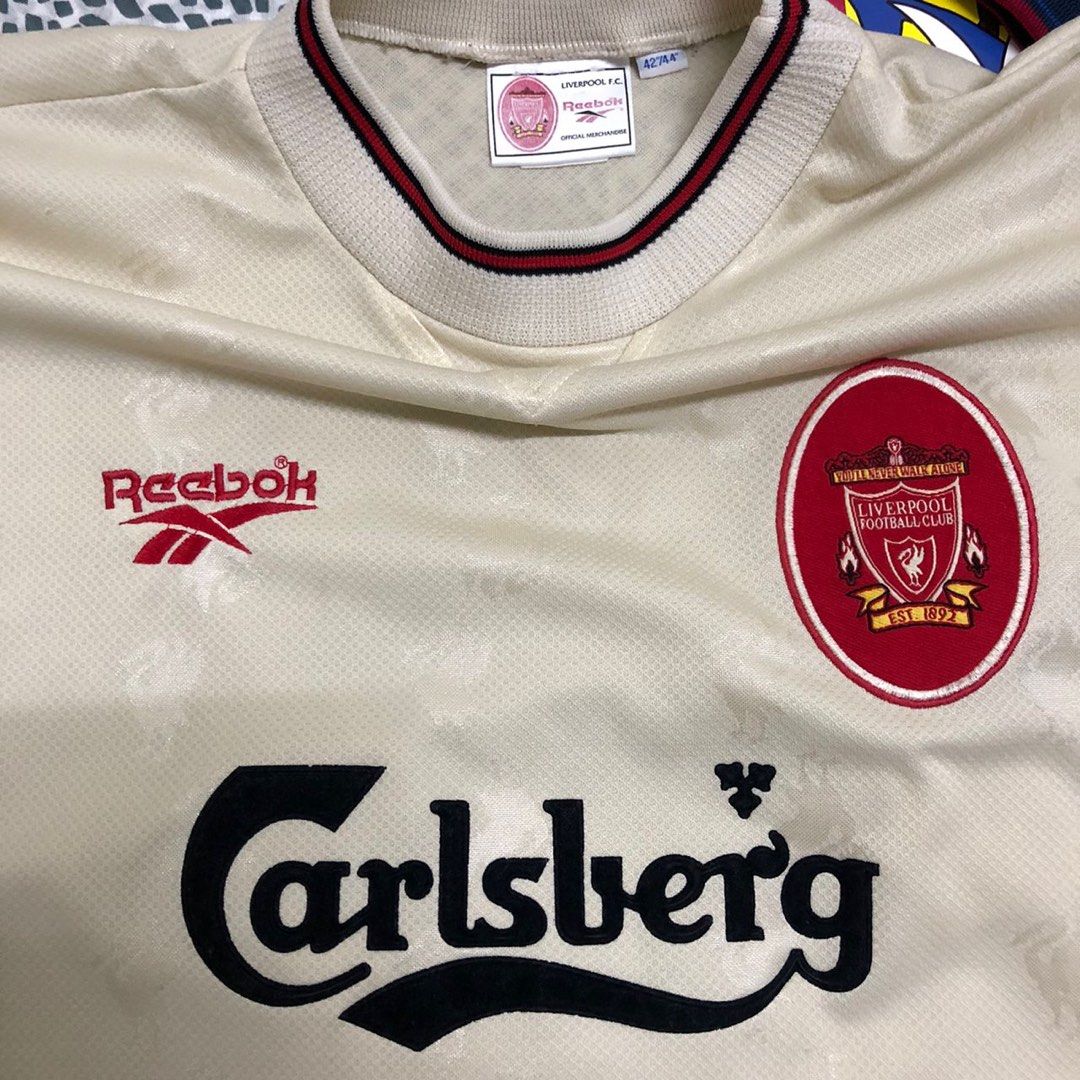 LIVERPOOL F.C.
Reebok
OFFICIAL MERCHANDISE
42"/44"
Reebok®
YOU'LL NEVER WALK ALONE
LIVERPOOL
FOOTBALL CLUB
EST. 1892
Carlsberg